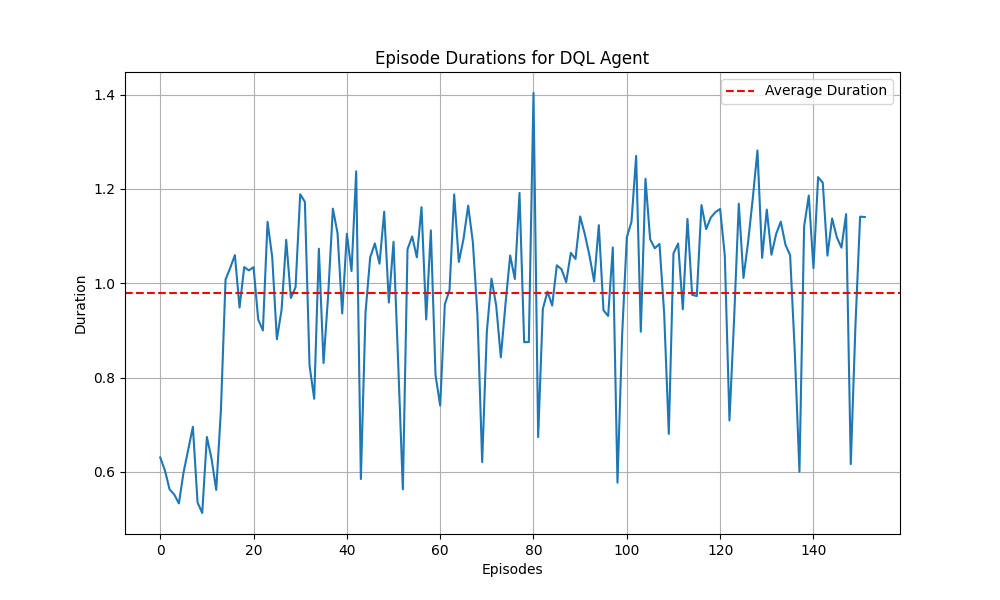 Episode Durations for DQL Agent
Average Duration
1.4
1.2
1.0
0.8
0.6
Duration
0 20 40 60 80 100 120 140
Episodes